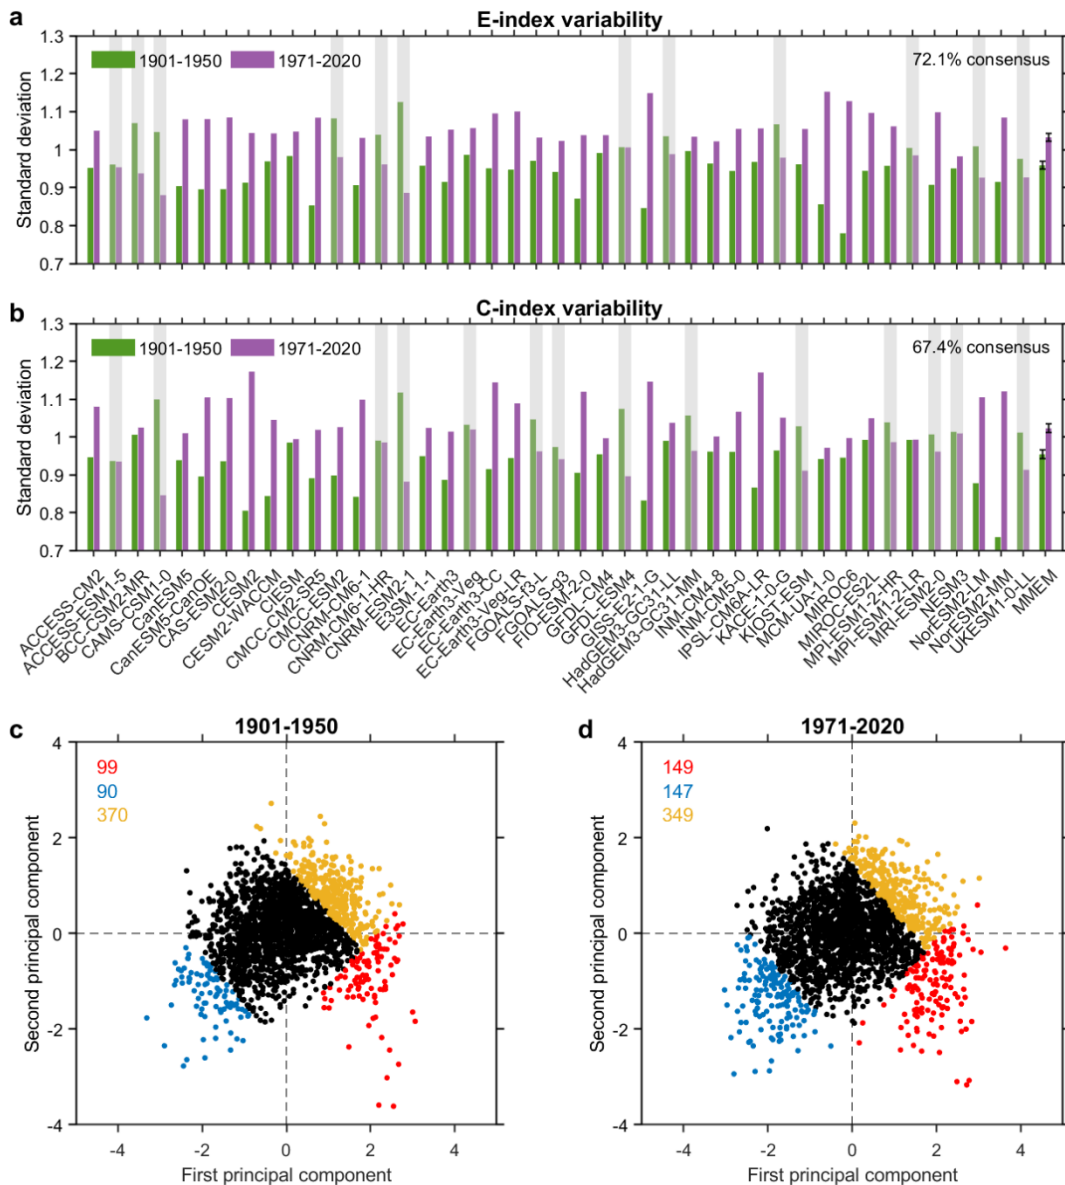 a
E-index variability
1.3
1.2
1.1
1
0.9
0.8
0.7
Standard deviation
1901-1950
1971-2020
72.1% consensus
b
C-index variability
1.3
1.2
1.1
1
0.9
0.8
0.7
Standard deviation
1901-1950
1971-2020
67.4% consensus
ACCESS-CM2
ACCESS-ESM1-5
BCC-CSM2-MR
CAMS-CSM1-0
CanESM5
CanESM5-CanOE
CAS-ESM2-0
CESM2
CESM2-VACCM
CIESM
CMCC-CM2-SR5
CMCC-ESM2
CNRM-CM6-1
CNRM-CM6-1-HR
CNRM- ESM2-1
E3SM-1-1
EC-Earth3
EC-Earth3-Veg
EC-Earth3-CC
EC-Earth3-Veg-LR
FGOALS-f3-L
FGOALS-g3
FIO-ESM2-0
GFDL-CM4
GFDL-ESM4
GISS-E21-G
HadGEM3-GC31-LL
HadGEM3-GC31-MM
INM-CM4-8
INM-CM5-0
IPSL-CM6A-LR
KACE-1-0-G
KIOST-ESM
MCM-UA-1-0
MIROC6
MIROC-ES2L
MPI-ESM1-2-HR
MPI-ESM1-2-LR
MRI-ESM2-0
NESM3
NorESM2-LM
NorESM2-MM
UKESM1-0-LL
MMEM
c
1901-1950
99
90
370
4
2
0
-2
-4
Second principal component
-4
-2
0
2
4
First principal component
d
1971-2020
149
147
349
4
2
0
-2
-4
Second principal component
-4
-2
0
2
4
First principal component